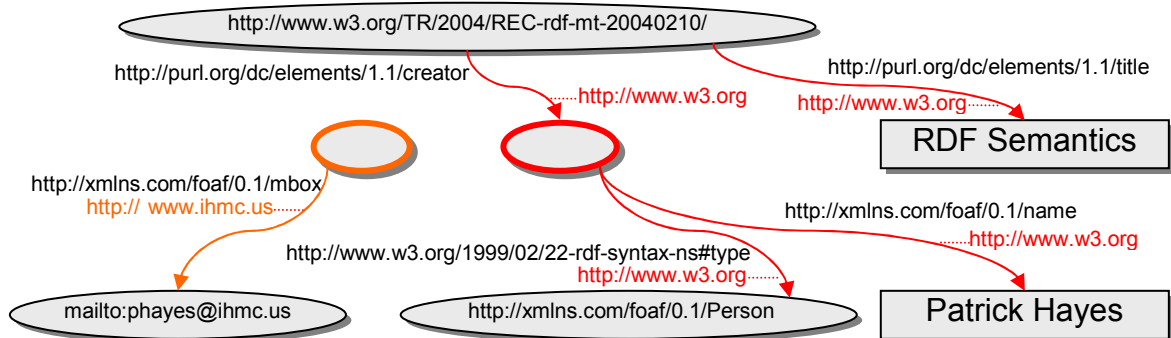 http://www.w3.org/TR/2004/REC-rdf-mt-20040210/
http://purl.org/dc/elements/1.1/creator
http://www.w3.org
http://purl.org/dc/elements/1.1/title
http://www.w3.org
RDF Semantics
http://xmlns.com/foaf/0.1/mbox
http:// www.ihmc.us
http://www.w3.org/1999/02/22-rdf-syntax-ns#type
http://www.w3.org
http://xmlns.com/foaf/0.1/name
http://www.w3.org
mailto:phayes@ihmc.us
http://xmlns.com/foaf/0.1/Person
Patrick Hayes